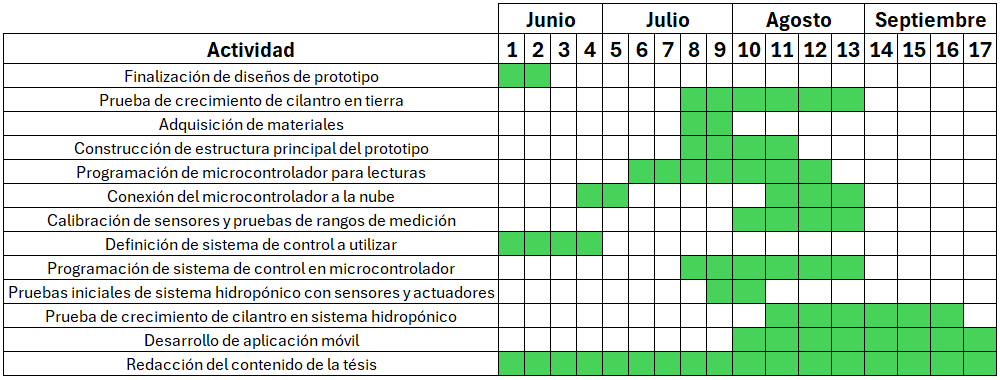 Junio Julio Agosto Septiembre
Actividad 1 2 3 4 5 6 7 8 9 10 11 12 13 14 15 16 17
Finalización de diseños de prototipo
Prueba de crecimiento de cilantro en tierra
Adquisición de materiales
Construcción de estructura principal del prototipo
Programación de microcontrolador para lecturas
Conexión del microcontrolador a la nube
Calibración de sensores y pruebas de rangos de medición
Definición de sistema de control a utilizar
Programación de sistema de control en microcontrolador
Pruebas iniciales de sistema hidropónico con sensores y actuadores
Prueba de crecimiento de cilantro en sistema hidropónico
Desarrollo de aplicación móvil
Redacción del contenido de la tésis